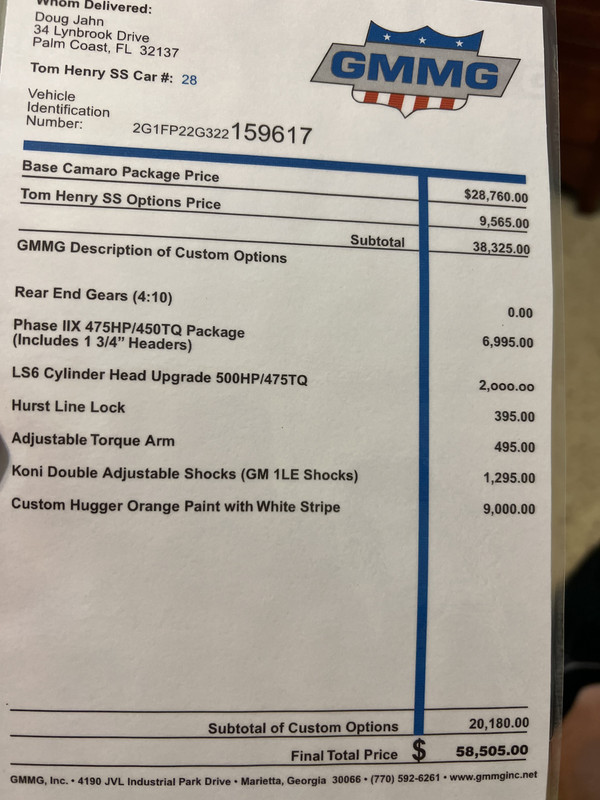 Whom Delivered:
Doug Jahn
34 Lynbrook Drive
Palm Coast, FL 32137
GMMG
Tom Henry SS Car #: 28
Vehicle
Identification
Number: 2G1FP22G322159617
Base Camaro Package Price $28,760.00
Tom Henry SS Options Price 9,565.00
Subtotal 38,325.00
GMMG Description of Custom Options
Rear End Gears (4:10) 0.00
Phase IIX 475HP/450TQ Package
(Includes 1 3/4” Headers) 6,995.00
LS6 Cylinder Head Upgrade 500HP/475TQ 2,000.00
Hurst Line Lock 395.00
Adjustable Torque Arm 495.00
Koni Double Adjustable Shocks (GM 1LE Shocks) 1,295.00
Custom Hugger Orange Paint with White Stripe 9,000.00
Subtotal of Custom Options 20,180.00
Final Total Price $ 58,505.00
GMMG, Inc. • 4190 JVL Industrial Park Drive • Marietta, Georgia 30066 • (770) 592-6261 • www.gmmginc.net